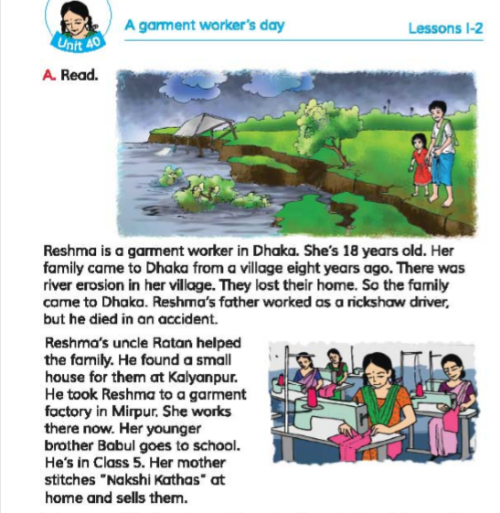 Unit 40
A garment worker's day
Lessons 1-2
A. Read.
Reshma is a garment worker in Dhaka. She's 18 years old. Her
family came to Dhaka from a village eight years ago. There was
river erosion in her village. They lost their home. So the family
came to Dhaka. Reshma's father worked as a rickshaw driver,
but he died in an accident.
Reshma's uncle Ratan helped
the family. He found a small
house for them at Kalyanpur.
He took Reshma to a garment
factory in Mirpur. She works
there now. Her younger
brother Babul goes to school.
He's in Class 5. Her mother
stitches "Nakshi Kathas" at
home and sells them.